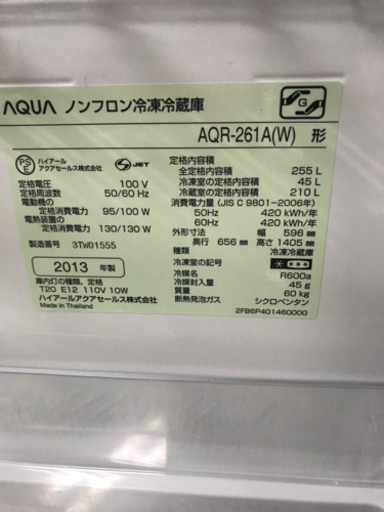 AQUA ノンフロン冷凍冷蔵庫
G
AQR-261A(W) 形
PS E ハイアール アクアセールス株式会社 S JET
定格電圧 100 V
定格周波数 50/60 Hz
電動機の
定格消費電力 95/100 W
電熱装置の
定格消費電力 130/130 W
製造番号 3TW01555
2013 年製
庫内灯の種類、定格
T20 E12 110V 10W
ハイアールアクアセールス株式会社
Made in Thailand
定格内容積
全定格内容積 255 L
冷凍室の定格内容積 45 L
冷蔵室の定格内容積 210 L
消費電力量(JIS C 9801-2006年)
50Hz 420 kWh/年
60Hz 420 kWh/年
外形寸法 幅 596 mm
奥行 656 mm 高さ 1405 mm
種類 冷凍冷蔵庫
冷凍室の記号
冷媒 R600a
冷媒封入量 45 g
質量 60 kg
断熱発泡ガス シクロペンタン
2FB6P401460000